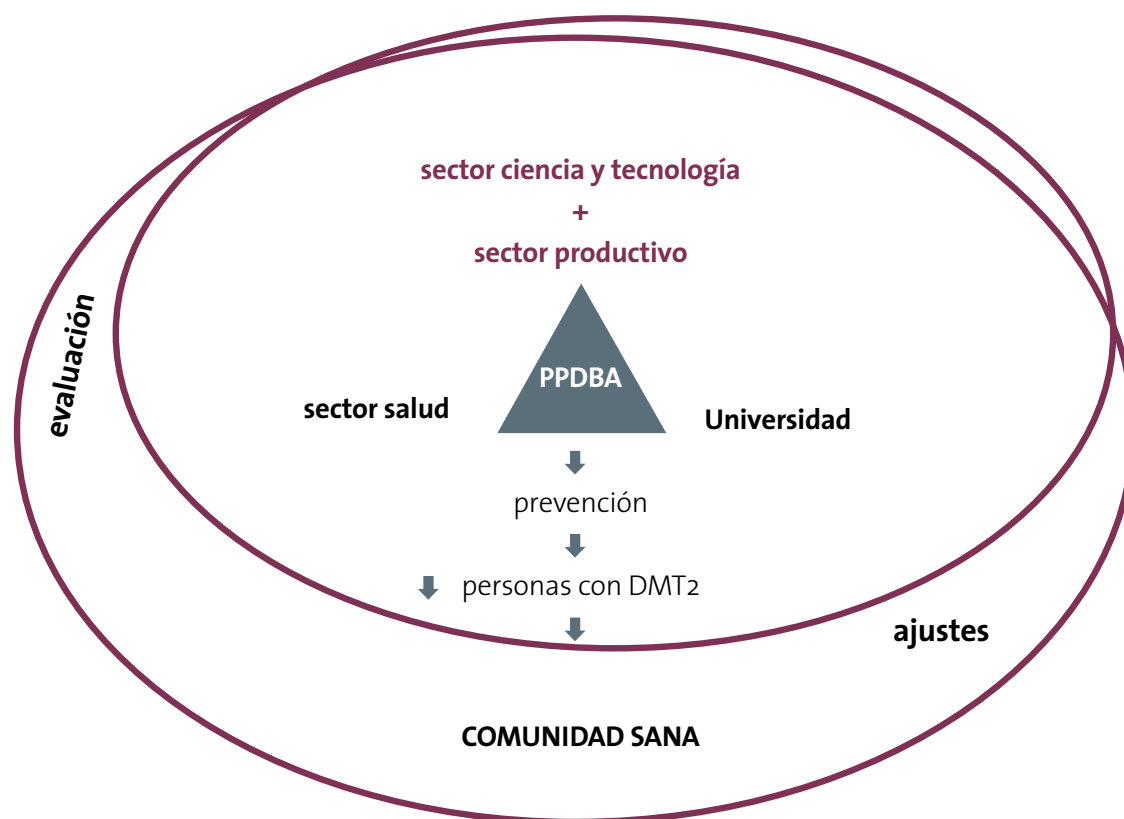 sector ciencia y tecnología
+
sector productivo
evaluación
PPDBA
sector salud
Universidad
prevención
personas con DMT2
ajustes
COMUNIDAD SANA